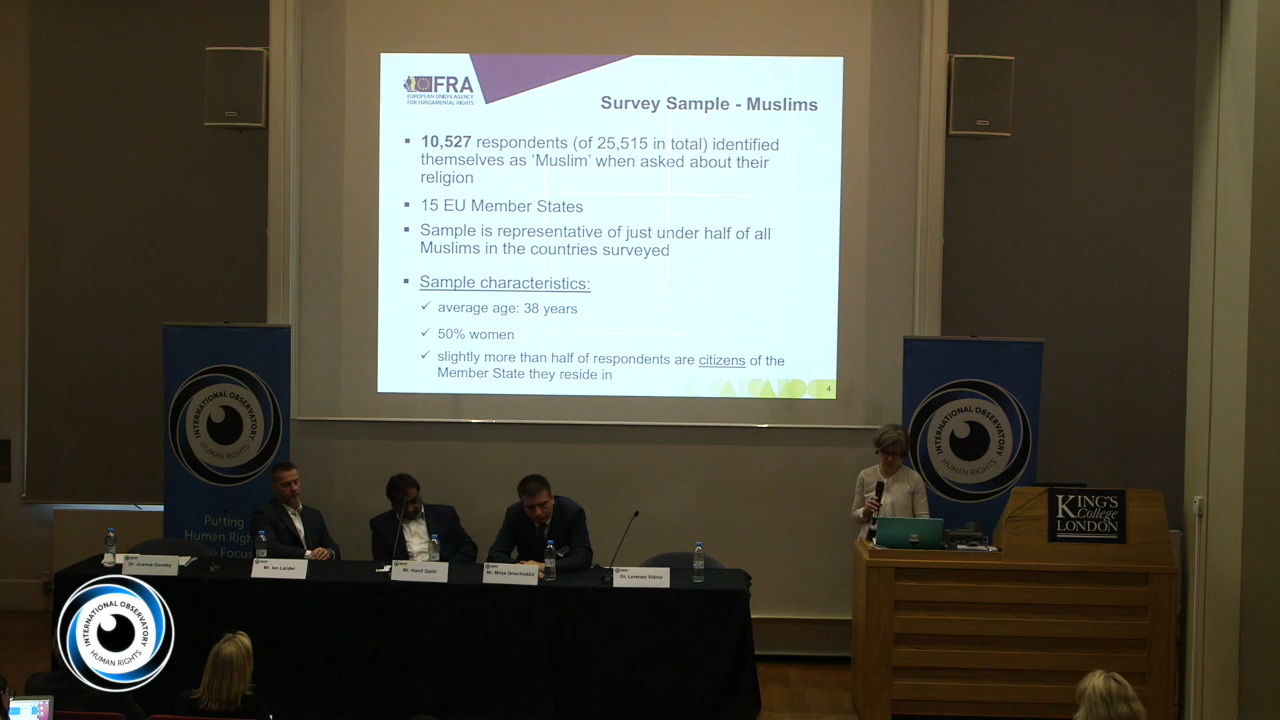 FRA
EUROPEAN UNION AGENCY
FOR FUNDAMENTAL RIGHTS
Survey Sample - Muslims
10,527 respondents (of 25,515 in total) identified
themselves as ‘Muslim’ when asked about their
religion
15 EU Member States
Sample is representative of just under half of all
Muslims in the countries surveyed
Sample characteristics:
average age: 38 years
50% women
slightly more than half of respondents are citizens of the
Member State they reside in
4
INTERNATIONAL OBSERVATORY
HUMAN RIGHTS
Putting
Human Righ
Focus
INTERNATIONAL OBSERVATORY
HUMAN RIGHTS
KING'S
College
LONDON
Dr. Joanna Goodey
Mr. Ian Lander
Mr. Hanif Qadir
Mr. Mirza
Dr. Lorenzo Vidino
INTERNATIONAL OBSERVATORY
HUMAN RIGHTS